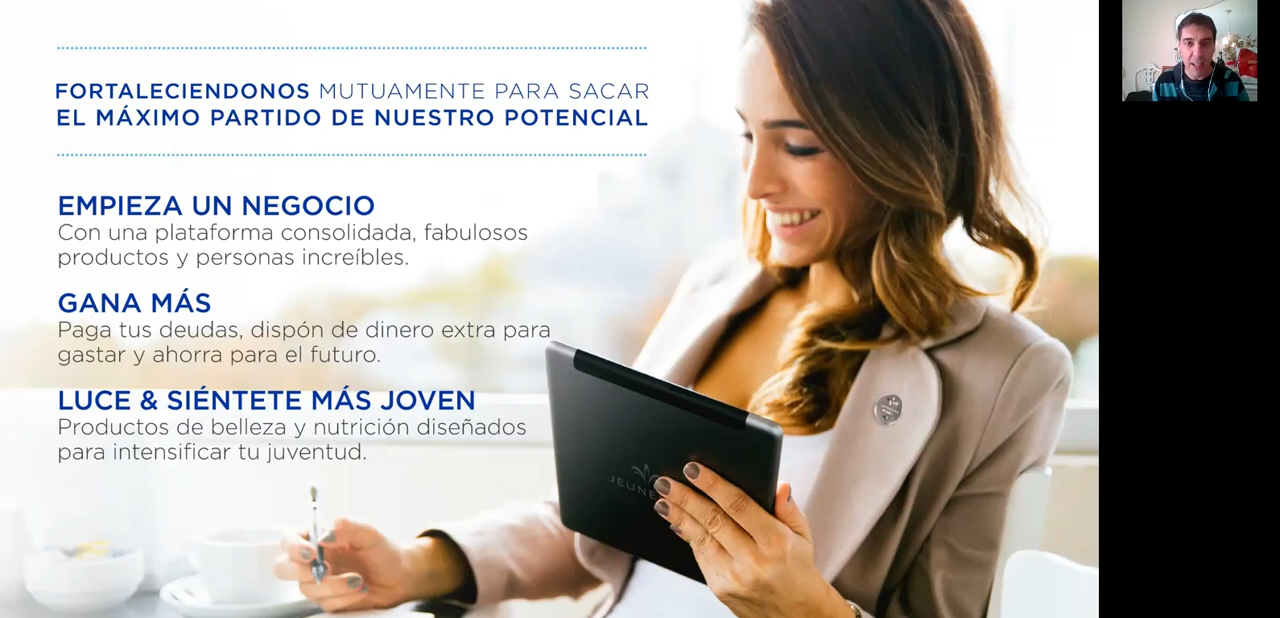 FORTALECIENDONOS MUTUAMENTE PARA SACAR
EL MÁXIMO PARTIDO DE NUESTRO POTENCIAL
EMPIEZA UN NEGOCIO
Con una plataforma consolidada, fabulosos
productos y personas increíbles.
GANA MÁS
Paga tus deudas, dispón de dinero extra para
gastar y ahorra para el futuro.
LUCE & SIÉNTETE MÁS JOVEN
Productos de belleza y nutrición diseñados
para intensificar tu juventud.
JEUNE